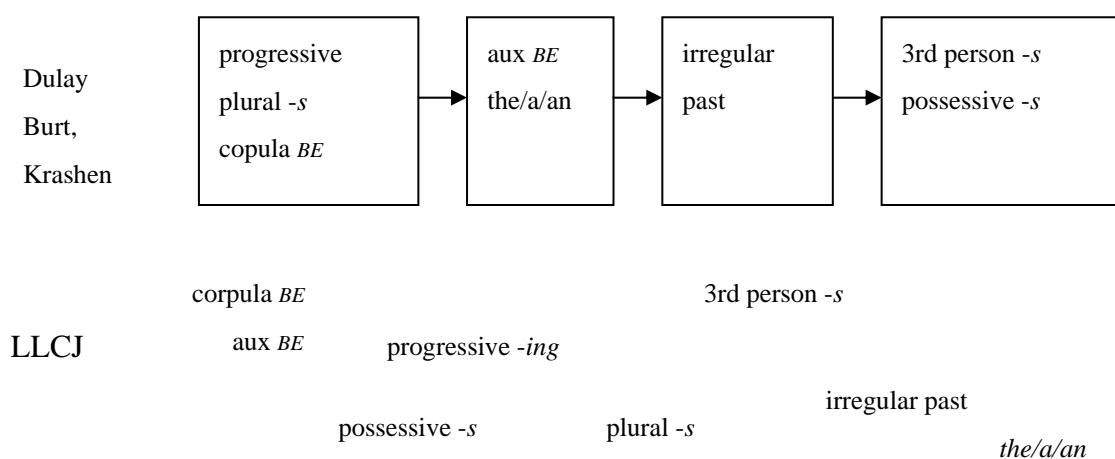 Dulay
Burt,
Krashen
progressive
plural -s
copula BE
aux BE
the/a/an
irregular
past
3rd person -s
possessive -s
LLCJ
corpula BE
aux BE
progressive -ing
possessive -s
plural -s
3rd person -s
irregular past
the/a/an